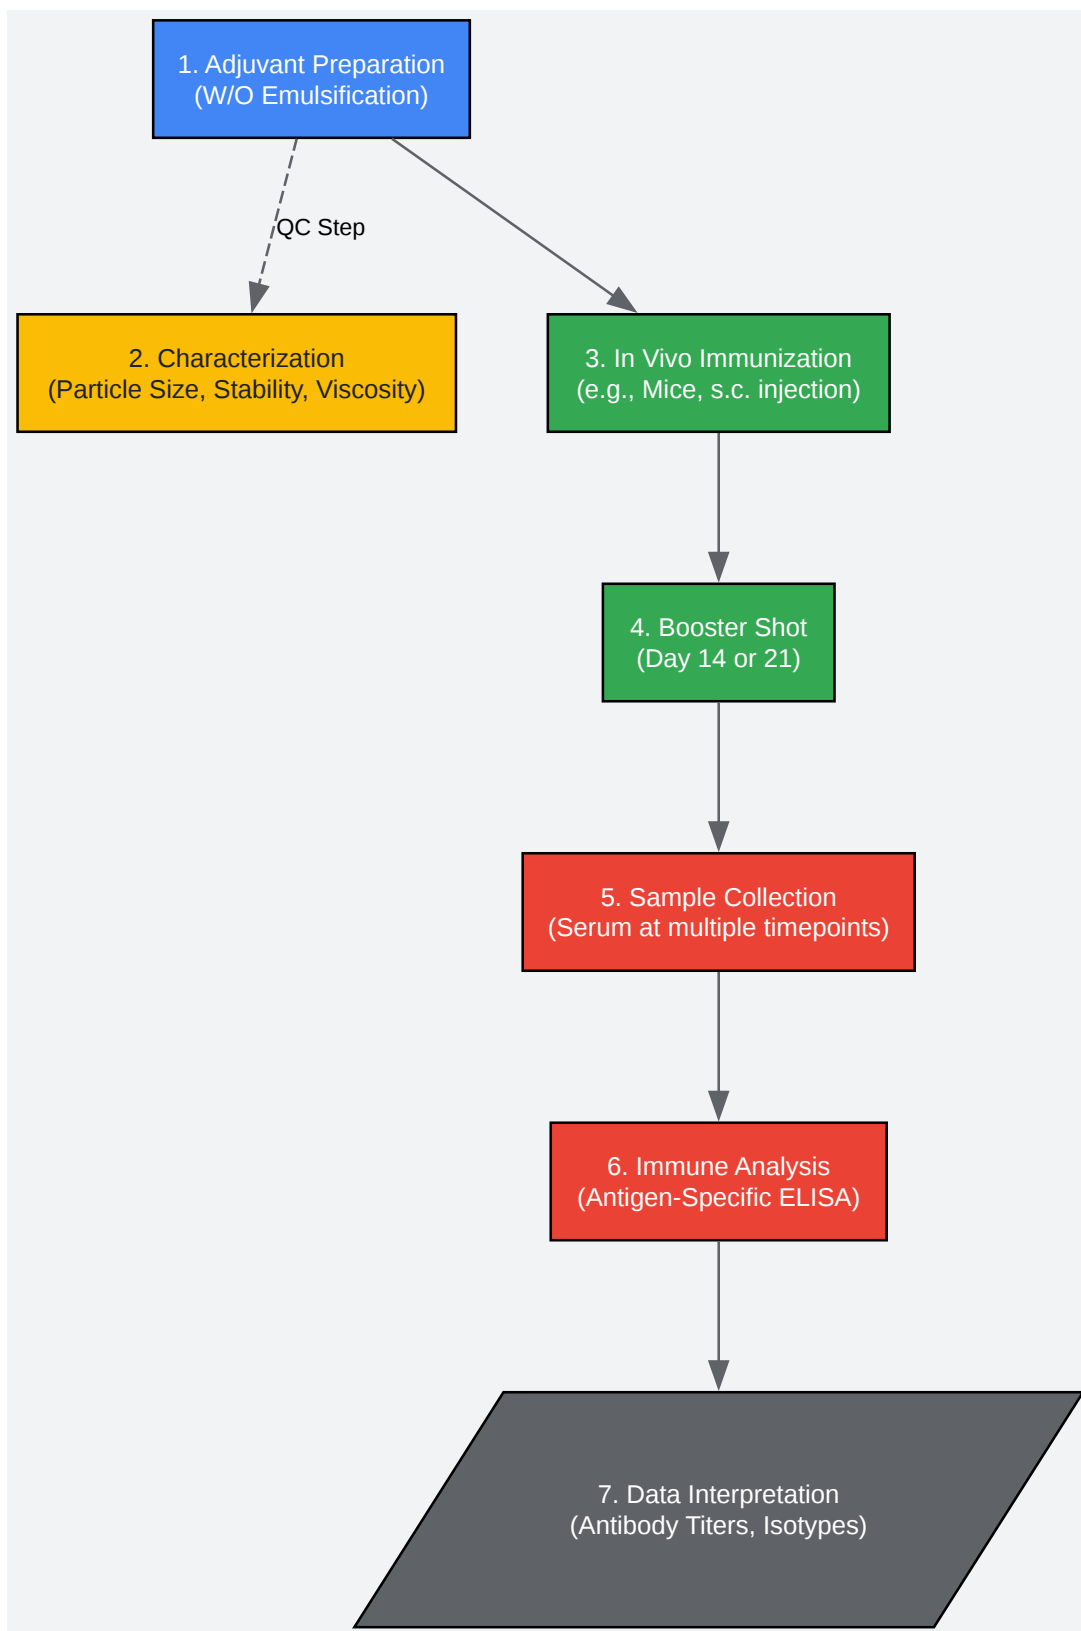 1. Adjuvant Preparation
(W/O Emulsification)
QC Step
2. Characterization
(Particle Size, Stability, Viscosity)
3. In Vivo Immunization
(e.g., Mice, s.c. injection)
4. Booster Shot
(Day 14 or 21)
5. Sample Collection
(Serum at multiple timepoints)
6. Immune Analysis
(Antigen-Specific ELISA)
7. Data Interpretation
(Antibody Titers, Isotypes)